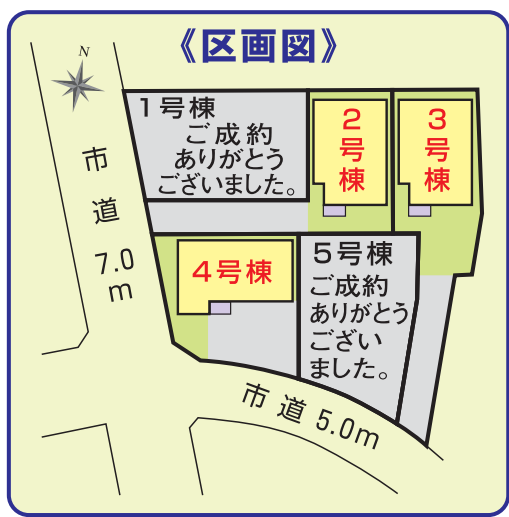 《区画図》
N
1号棟
ご成約
ありがとう
ございました。
2号棟
3号棟
市道7.0m
4号棟
5号棟
ご成約
ありがとう
ござい
ました。
市道5.0m